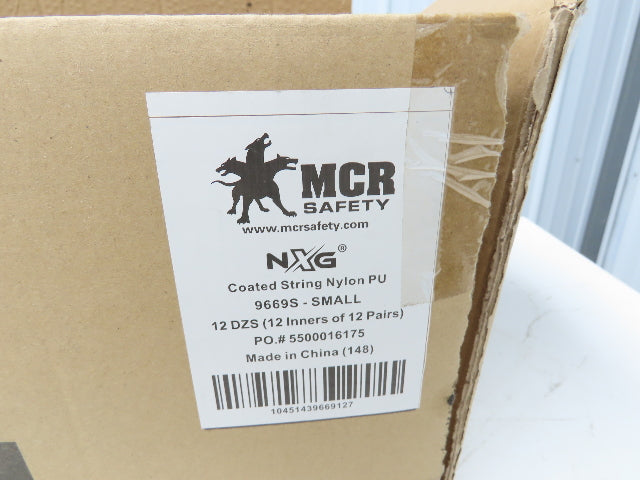 MCR
SAFETY
www.mcrsafety.com
NXG®
Coated String Nylon PU
9669S - SMALL
12 DZS (12 Inners of 12 Pairs)
PO.# 5500016175
Made in China (148)
10451439669127